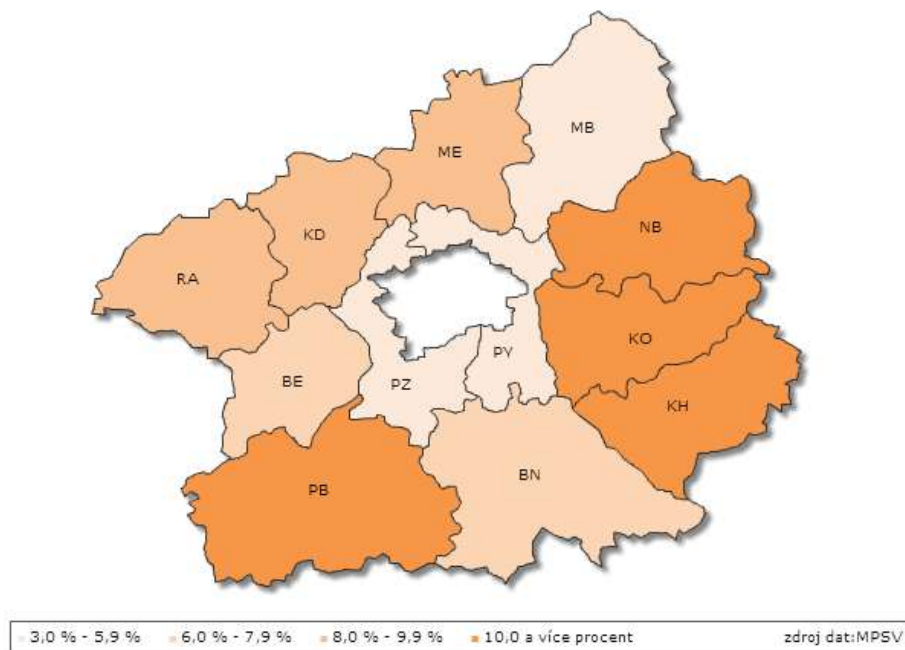 MB
ME
NB
KD
RA
KO
PY
BE
PZ
KH
BN
PB
3,0 % - 5,9 % 6,0 % - 7,9 % 8,0 % - 9,9 % 10,0 a více procent zdroj dat:MPSV